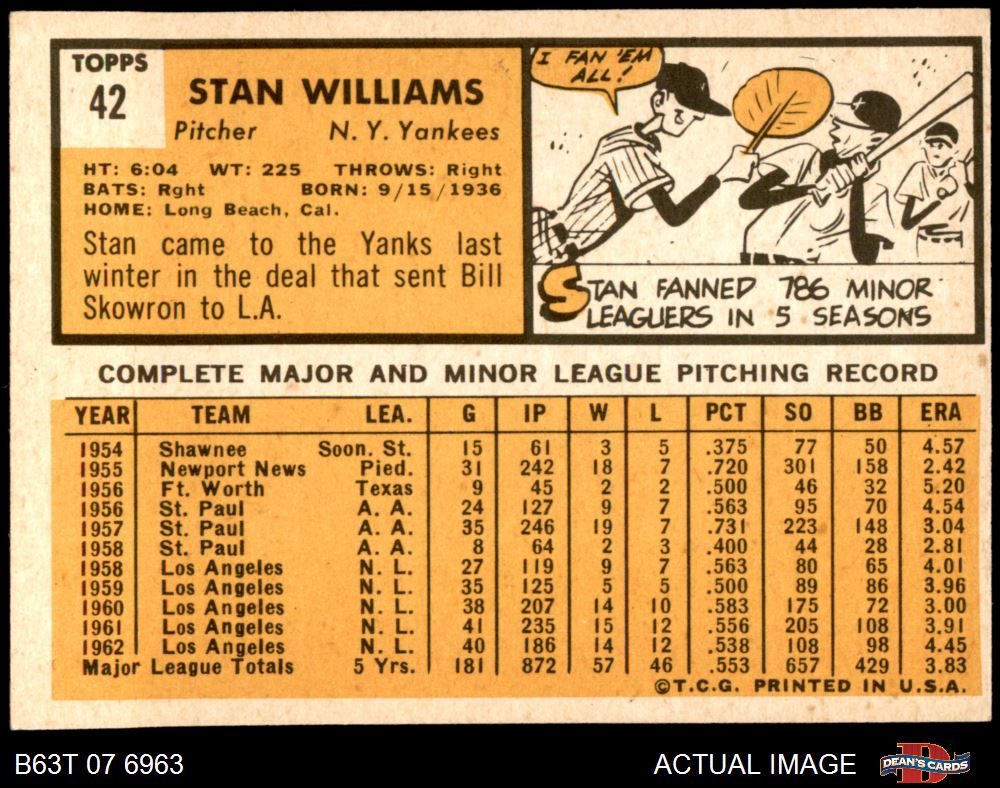 TOPPS
42
STAN WILLIAMS
Pitcher N. Y. Yankees
HT: 6:04 WT: 225 THROWS: Right
BATS: Rght BORN: 9/15/1936
HOME: Long Beach, Cal.
Stan came to the Yanks last
winter in the deal that sent Bill
Skowron to L.A.
I FAN 'EM
ALL!
STAN FANNED 786 MINOR
LEAGUERS IN 5 SEASONS
COMPLETE MAJOR AND MINOR LEAGUE PITCHING RECORD
YEAR TEAM LEA. G IP W L PCT SO BB ERA
1954 Shawnee Soon. St. 15 61 3 5 .375 77 50 4.57
1955 Newport News Pied. 31 242 18 7 .720 301 158 2.42
1956 Ft. Worth Texas 9 45 2 2 .500 46 32 5.20
1956 St. Paul A. A. 24 127 9 7 .563 95 70 4.54
1957 St. Paul A. A. 35 246 19 7 .731 223 148 3.04
1958 St. Paul A. A. 8 64 2 3 .400 44 28 2.81
1958 Los Angeles N. L. 27 119 9 7 .563 80 65 4.01
1959 Los Angeles N. L. 35 125 5 5 .500 89 86 3.96
1960 Los Angeles N. L. 38 207 14 10 .583 175 72 3.00
1961 Los Angeles N. L. 41 235 15 12 .556 205 108 3.91
1962 Los Angeles N. L. 40 186 14 12 .538 108 98 4.45
Major League Totals 5 Yrs. 181 872 57 46 .553 657 429 3.83
©T.C.G. PRINTED IN U.S.A.
B63T 07 6963 ACTUAL IMAGE
D
DEAN'S CARDS